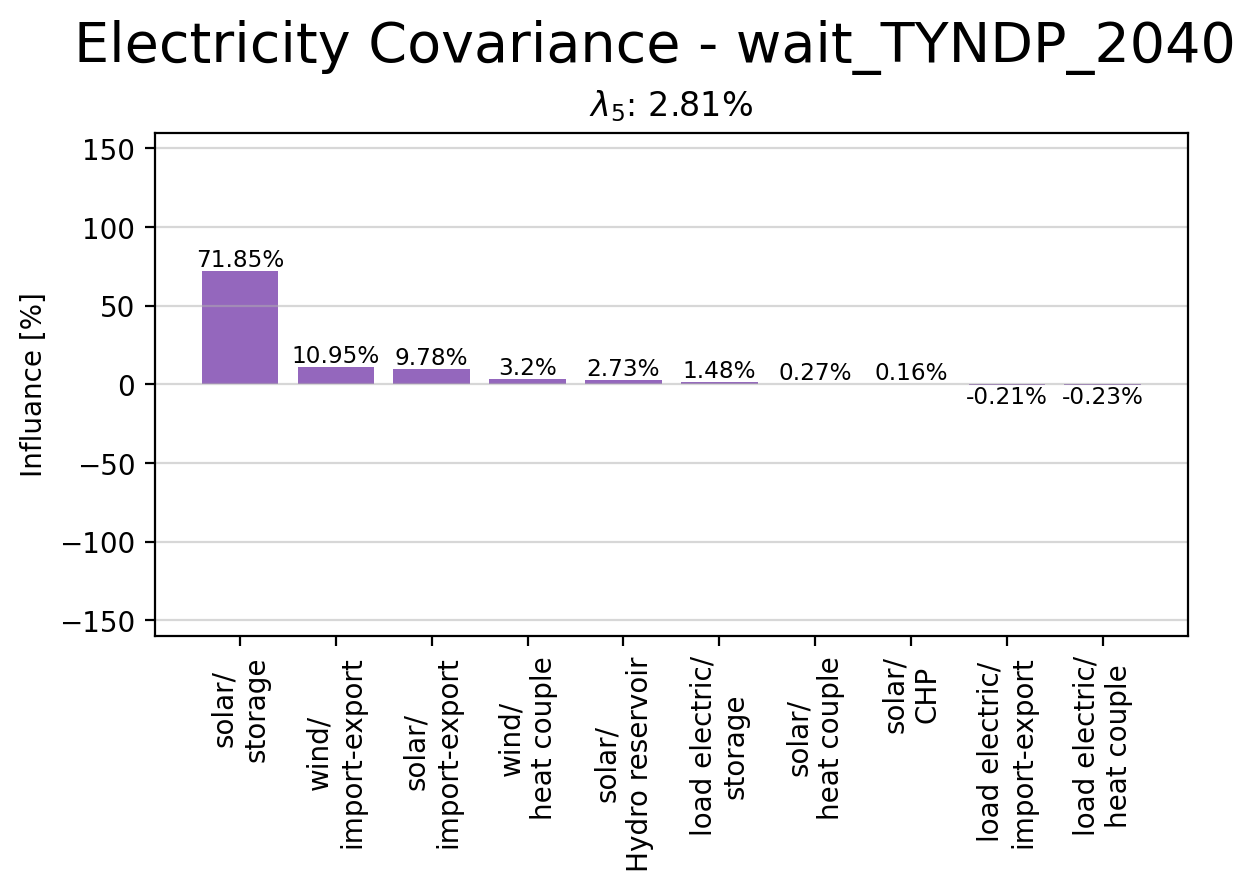 Electricity Covariance - wait_TYNDP_2040
λ5: 2.81%
Influance [%]
150
100
50
0
−50
−100
−150
71.85%
10.95%
9.78%
3.2%
2.73%
1.48%
0.27%
0.16%
-0.21%
-0.23%
solar/
storage
wind/
import-export
solar/
import-export
wind/
heat couple
solar/
Hydro reservoir
load electric/
storage
solar/
heat couple
solar/
CHP
load electric/
import-export
load electric/
heat couple